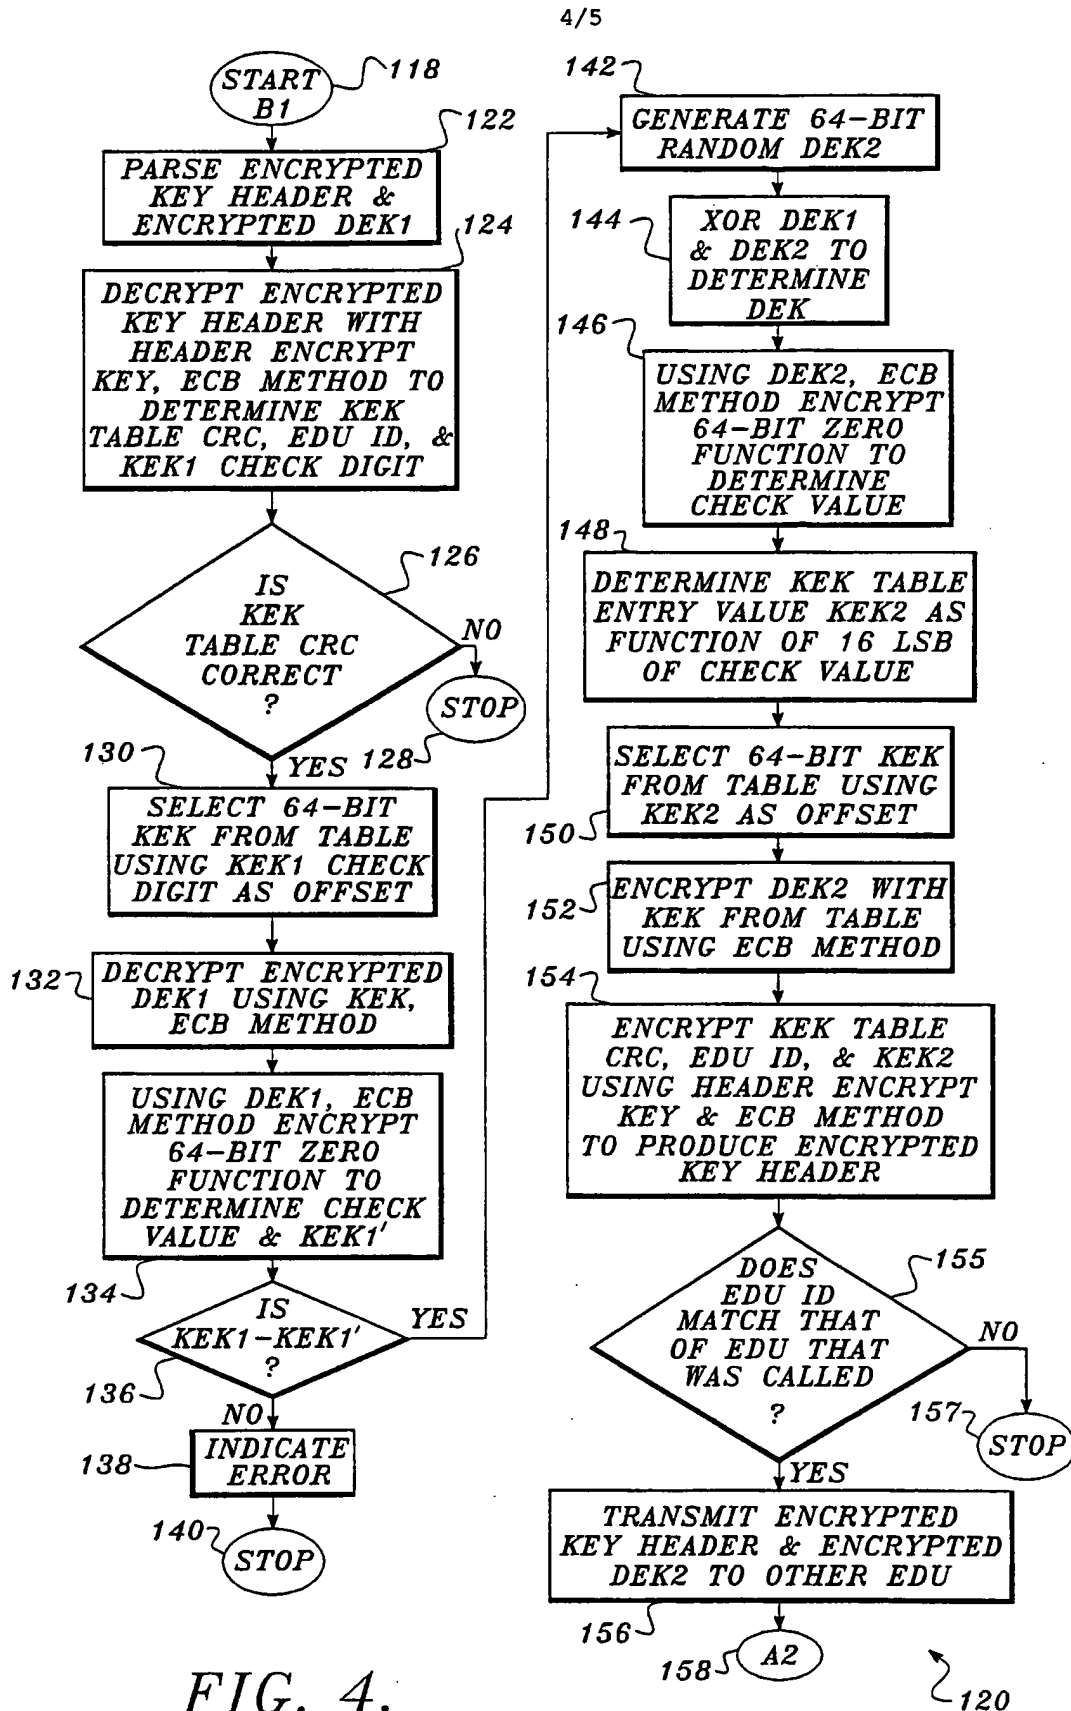 4/5
START
B1
118
122
PARSE ENCRYPTED
KEY HEADER &
ENCRYPTED DEK1
124
DECRYPT ENCRYPTED
KEY HEADER WITH
HEADER ENCRYPT
KEY, ECB METHOD TO
DETERMINE KEK
TABLE CRC, EDU ID, &
KEK1 CHECK DIGIT
126
IS
KEK
TABLE CRC
CORRECT
?
NO
STOP
128
YES
130
SELECT 64-BIT
KEK FROM TABLE
USING KEK1 CHECK
DIGIT AS OFFSET
132
DECRYPT ENCRYPTED
DEK1 USING KEK,
ECB METHOD
USING DEK1, ECB
METHOD ENCRYPT
64-BIT ZERO
FUNCTION TO
DETERMINE CHECK
VALUE & KEK1'
134
IS
KEK1-KEK1'
?
YES
136
NO
138
INDICATE
ERROR
140
STOP
142
GENERATE 64-BIT
RANDOM DEK2
144
XOR DEK1
& DEK2 TO
DETERMINE
DEK
146
USING DEK2, ECB
METHOD ENCRYPT
64-BIT ZERO
FUNCTION TO
DETERMINE
CHECK VALUE
148
DETERMINE KEK TABLE
ENTRY VALUE KEK2 AS
FUNCTION OF 16 LSB
OF CHECK VALUE
SELECT 64-BIT KEK
FROM TABLE USING
KEK2 AS OFFSET
150
ENCRYPT DEK2 WITH
KEK FROM TABLE
USING ECB METHOD
152
154
ENCRYPT KEK TABLE
CRC, EDU ID, & KEK2
USING HEADER ENCRYPT
KEY & ECB METHOD
TO PRODUCE ENCRYPTED
KEY HEADER
155
DOES
EDU ID
MATCH THAT
OF EDU THAT
WAS CALLED
?
NO
157
STOP
YES
TRANSMIT ENCRYPTED
KEY HEADER & ENCRYPTED
DEK2 TO OTHER EDU
156
A2
158
120
FIG. 4.